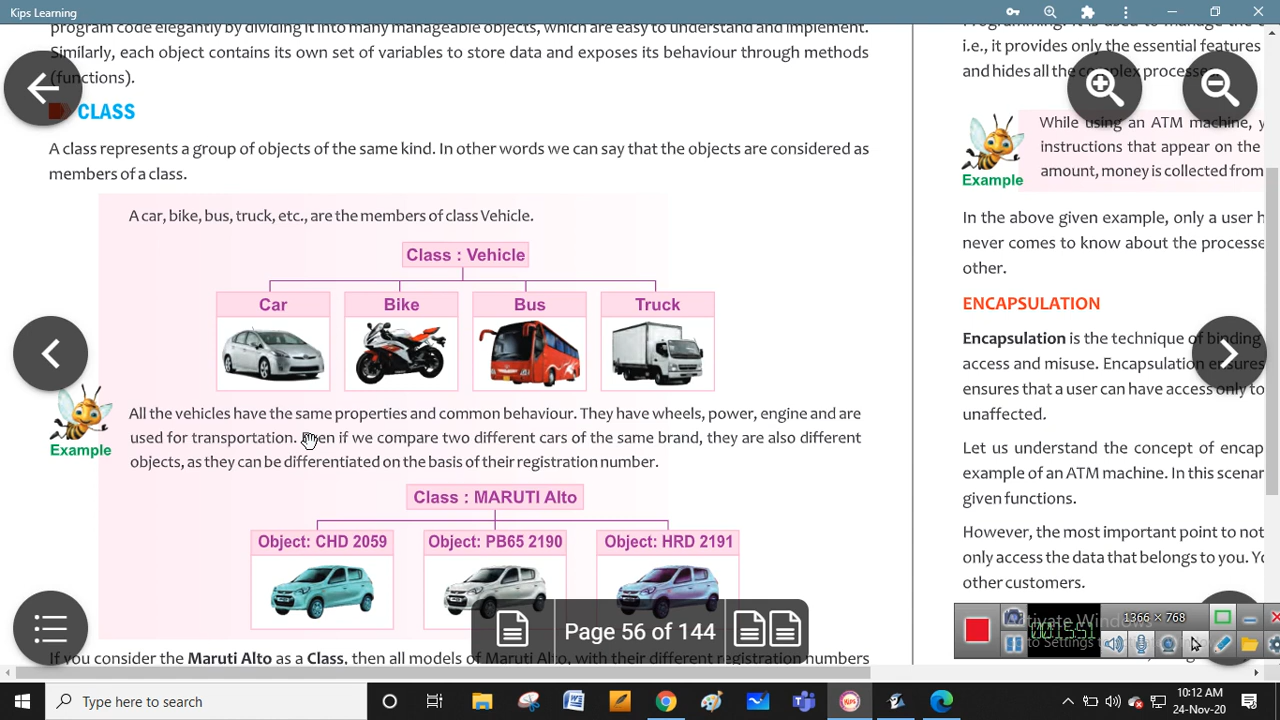 Kips Learning
program code elegantly by dividing it into many manageable objects, which are easy to understand and implement.
Similarly, each object contains its own set of variables to store data and exposes its behaviour through methods
(functions).
CLASS
A class represents a group of objects of the same kind. In other words we can say that the objects are considered as
members of a class.
A car, bike, bus, truck, etc., are the members of class Vehicle.
Class : Vehicle
Car Bike Bus Truck
Example
All the vehicles have the same properties and common behaviour. They have wheels, power, engine and are
used for transportation. Even if we compare two different cars of the same brand, they are also different
objects, as they can be differentiated on the basis of their registration number.
Class : MARUTI Alto
Object: CHD 2059 Object: PB65 2190 Object: HRD 2191
If you consider the Maruti Alto as a Class, then all models of Maruti Alto, with their different registration numbers
i.e., it provides only the essential features
and hides all the complex processes
Example
While using an ATM machine, y
instructions that appear on the
amount, money is collected from
In the above given example, only a user h
never comes to know about the processe
other.
ENCAPSULATION
Encapsulation is the technique of binding
access and misuse. Encapsulation ensures
ensures that a user can have access only to
unaffected.
Let us understand the concept of encap
example of an ATM machine. In this scenar
given functions.
However, the most important point to not
only access the data that belongs to you. Yo
other customers.
Page 56 of 144
1366 × 768
00:15:51
Activate Windows
to Settings to
Type here to search
KIPS
10:12 AM
24-Nov-20